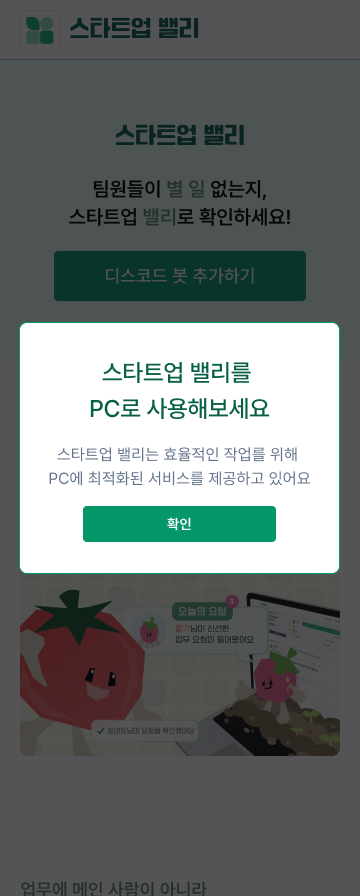 스타트업 밸리
스타트업 밸리
팀원들이 별 일 없는지,
스타트업 밸리로 확인하세요!
디스코드 봇 추가하기
스타트업 밸리를
PC로 사용해보세요
스타트업 밸리는 효율적인 작업을 위해
PC에 최적화된 서비스를 제공하고 있어요
확인
오늘의 요청
1
딸기님이 신선한
업무 요청이 들어왔어요
토마토님이 요청을 확인했어요
업무에 메인 사람이 아니라